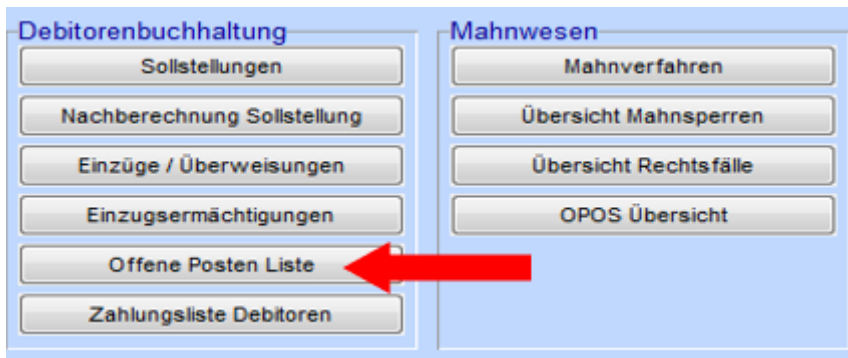 Debitorenbuchhaltung
Sollstellungen
Nachberechnung Sollstellung
Einzüge / Überweisungen
Einzugsermächtigungen
Offene Posten Liste
Zahlungsliste Debitoren
Mahnwesen
Mahnverfahren
Übersicht Mahnsperren
Übersicht Rechtsfälle
OPOS Übersicht